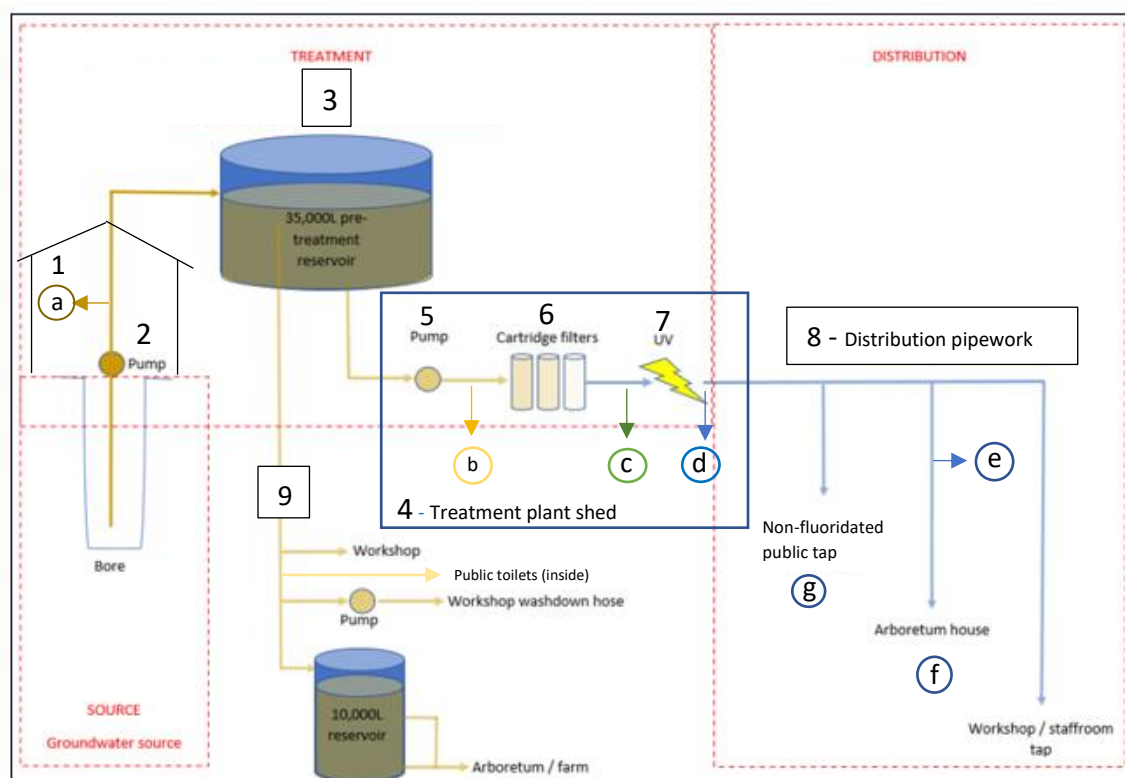 TREATMENT
DISTRIBUTION
3
35,000L pre-
treatment
reservoir
1
a
2
Pump
5
Pump
6
Cartridge filters
7
UV
8 - Distribution pipework
b
c
d
e
4 - Treatment plant shed
9
Bore
Workshop
Public toilets (inside)
Workshop washdown hose
Pump
Non-fluoridated
public tap
g
Arboretum house
f
Workshop / staffroom
tap
SOURCE
Groundwater source
10,000L
reservoir
Arboretum / farm